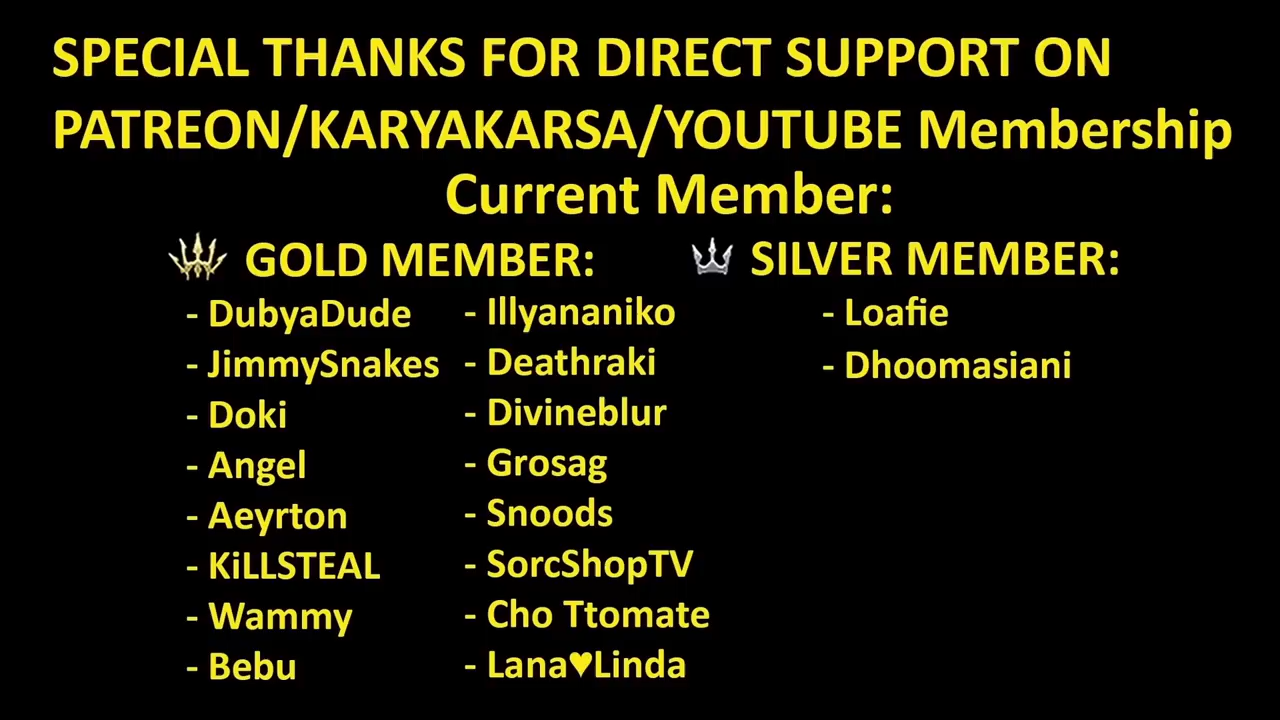 SPECIAL THANKS FOR DIRECT SUPPORT ON
PATREON/KARYAKARSA/YOUTUBE Membership
Current Member:
GOLD MEMBER:
- DubyaDude
- JimmySnakes
- Doki
- Angel
- Aeyrton
- KiLLSTEAL
- Wammy
- Bebu
- Illyananiko
- Deathraki
- Divineblur
- Grosag
- Snoods
- SorcShopTV
- Cho Ttomate
- Lana♥Linda
SILVER MEMBER:
- Loafie
- Dhoomasiani